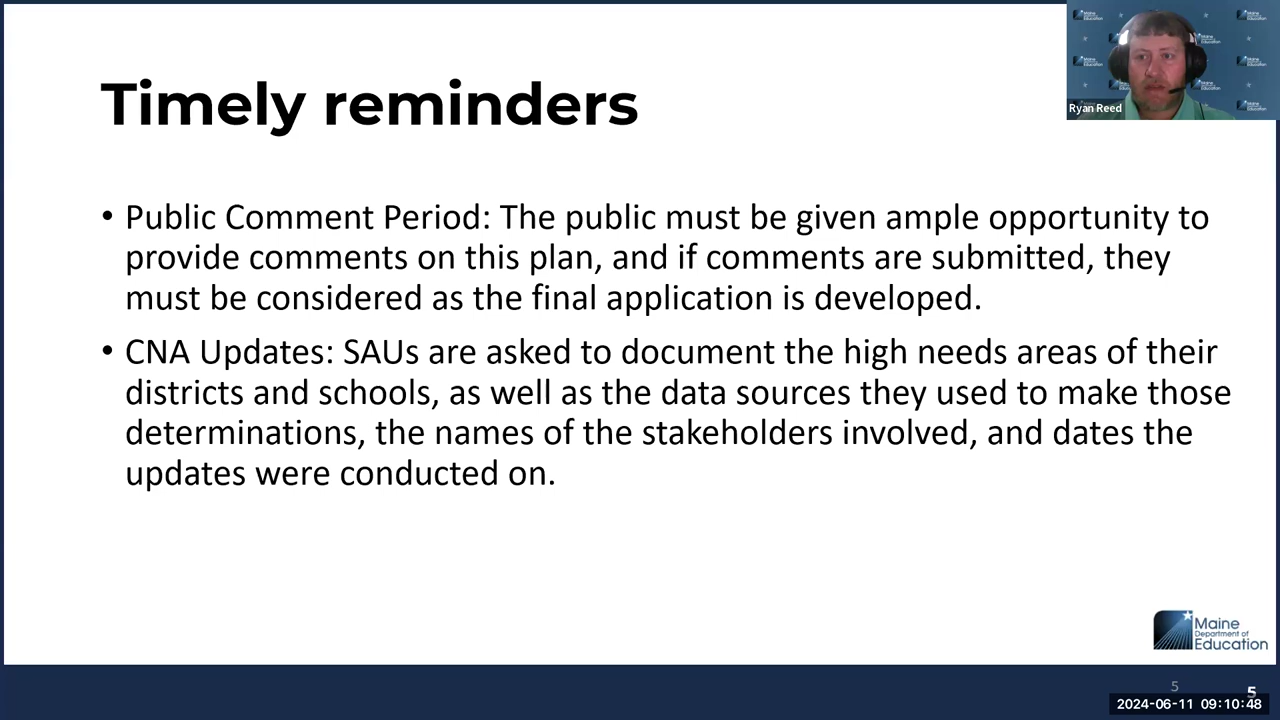 Timely reminders
Ryan Reed
• Public Comment Period: The public must be given ample opportunity to
provide comments on this plan, and if comments are submitted, they
must be considered as the final application is developed.
• CNA Updates: SAUs are asked to document the high needs areas of their
districts and schools, as well as the data sources they used to make those
determinations, the names of the stakeholders involved, and dates the
updates were conducted on.
Maine
Department of
Education
5
5
2024-06-11 09:10:48